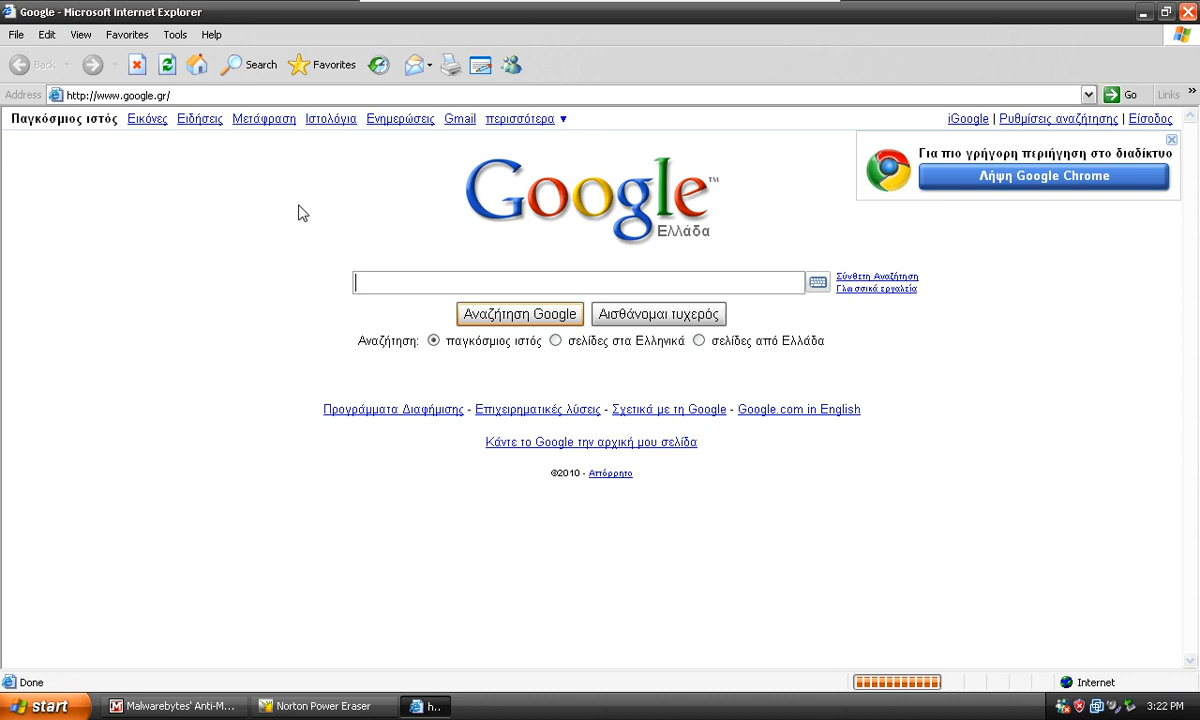 Google - Microsoft Internet Explorer
File Edit View Favorites Tools Help
Back Search Favorites
Address http://www.google.gr/ Go Links »
Παγκόσμιος ιστός Εικόνες Ειδήσεις Μετάφραση Ιστολόγια Ενημερώσεις Gmail περισσότερα ▼ iGoogle | Ρυθμίσεις αναζήτησης | Είσοδος
Για πιο γρήγορη περιήγηση στο διαδίκτυο
Λήψη Google Chrome
Google™
Ελλάδα
Σύνθετη Αναζήτηση
Γλωσσικά εργαλεία
Αναζήτηση Google Αισθάνομαι τυχερός
Αναζήτηση: παγκόσμιος ιστός σελίδες στα Ελληνικά σελίδες από Ελλάδα
Προγράμματα Διαφήμισης - Επιχειρηματικές λύσεις - Σχετικά με τη Google - Google.com in English
Κάντε το Google την αρχική μου σελίδα
©2010 - Απόρρητο
Done Internet
start Malwarebytes' Anti-M... Norton Power Eraser h.. 3:22 PM